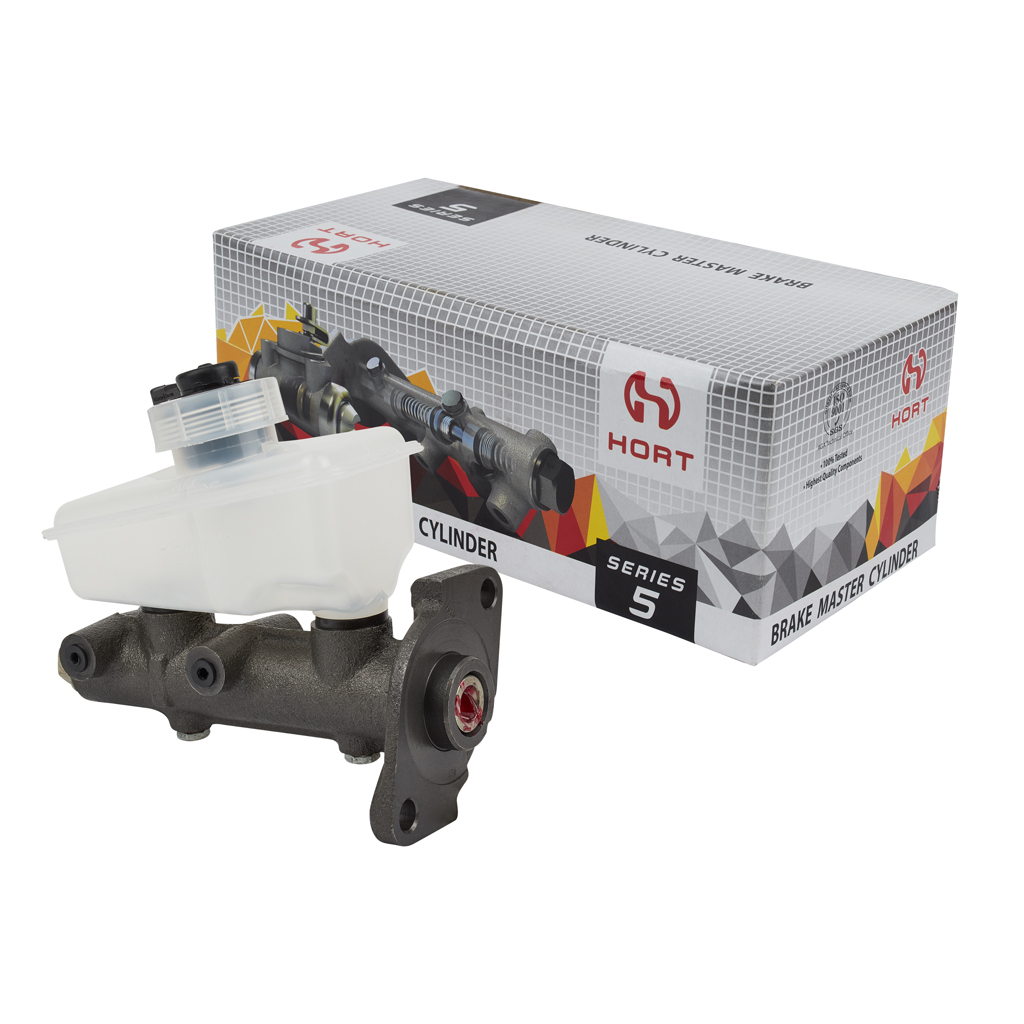 SERIES
5
HORT
BRAKE MASTER CYLINDER
HORT
CYLINDER
SERIES
5
HORT
ISO
9001
SGS
• 100% Tested
• Highest Quality Components
BRAKE MASTER CYLINDER